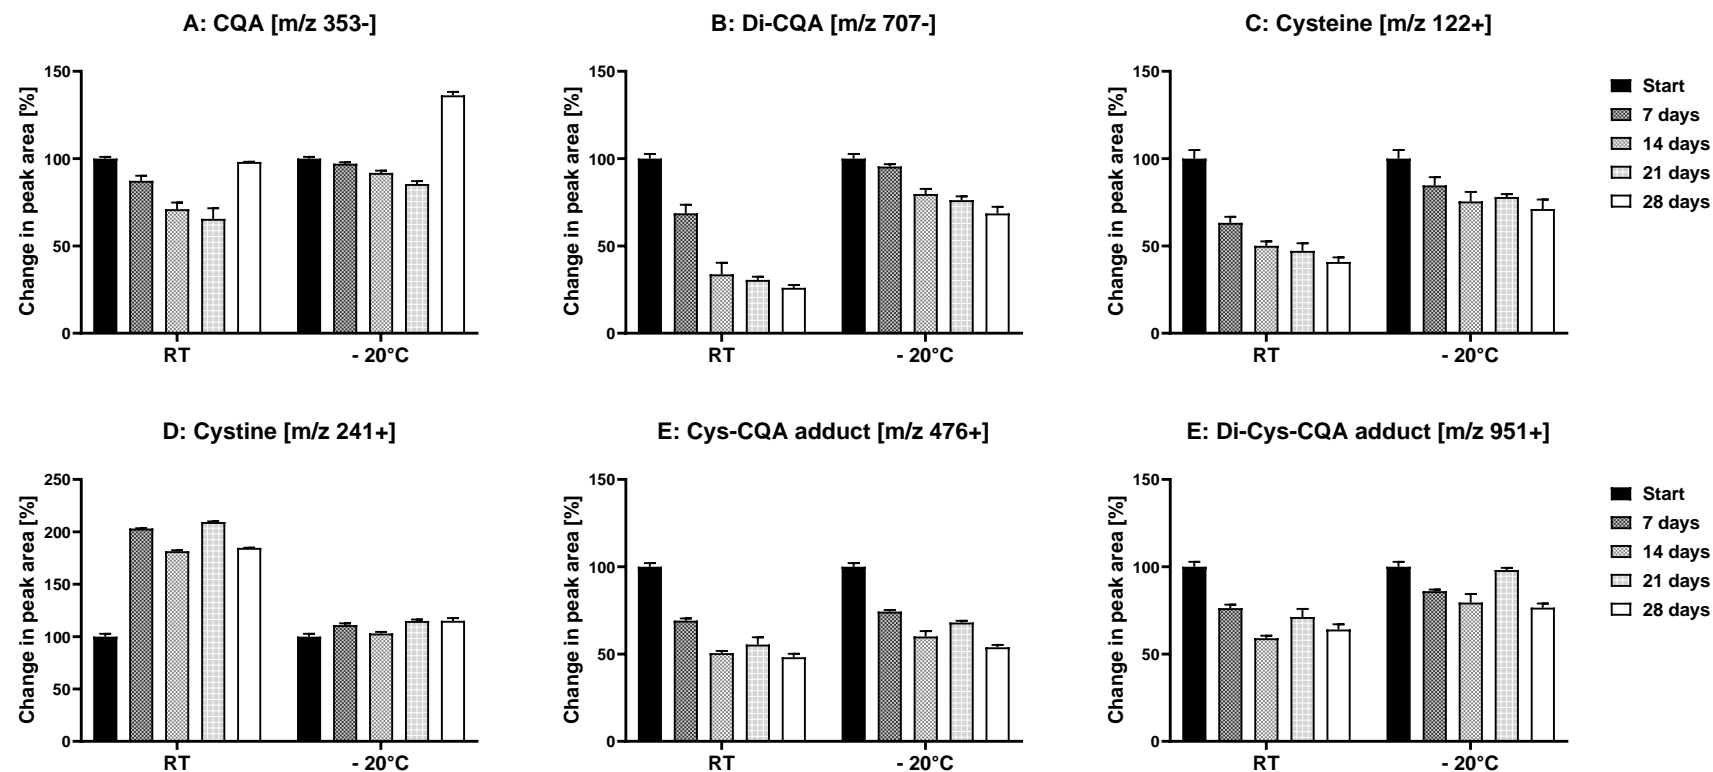 A: CQA [m/z 353-]
Change in peak area [%]
150
100
50
0
RT
- 20°C
B: Di-CQA [m/z 707-]
Change in peak area [%]
150
100
50
0
RT
- 20°C
C: Cysteine [m/z 122+]
Change in peak area [%]
150
100
50
0
RT
- 20°C
Start
7 days
14 days
21 days
28 days
D: Cystine [m/z 241+]
Change in peak area [%]
250
200
150
100
50
0
RT
- 20°C
E: Cys-CQA adduct [m/z 476+]
Change in peak area [%]
150
100
50
0
RT
- 20°C
E: Di-Cys-CQA adduct [m/z 951+]
Change in peak area [%]
150
100
50
0
RT
- 20°C
Start
7 days
14 days
21 days
28 days